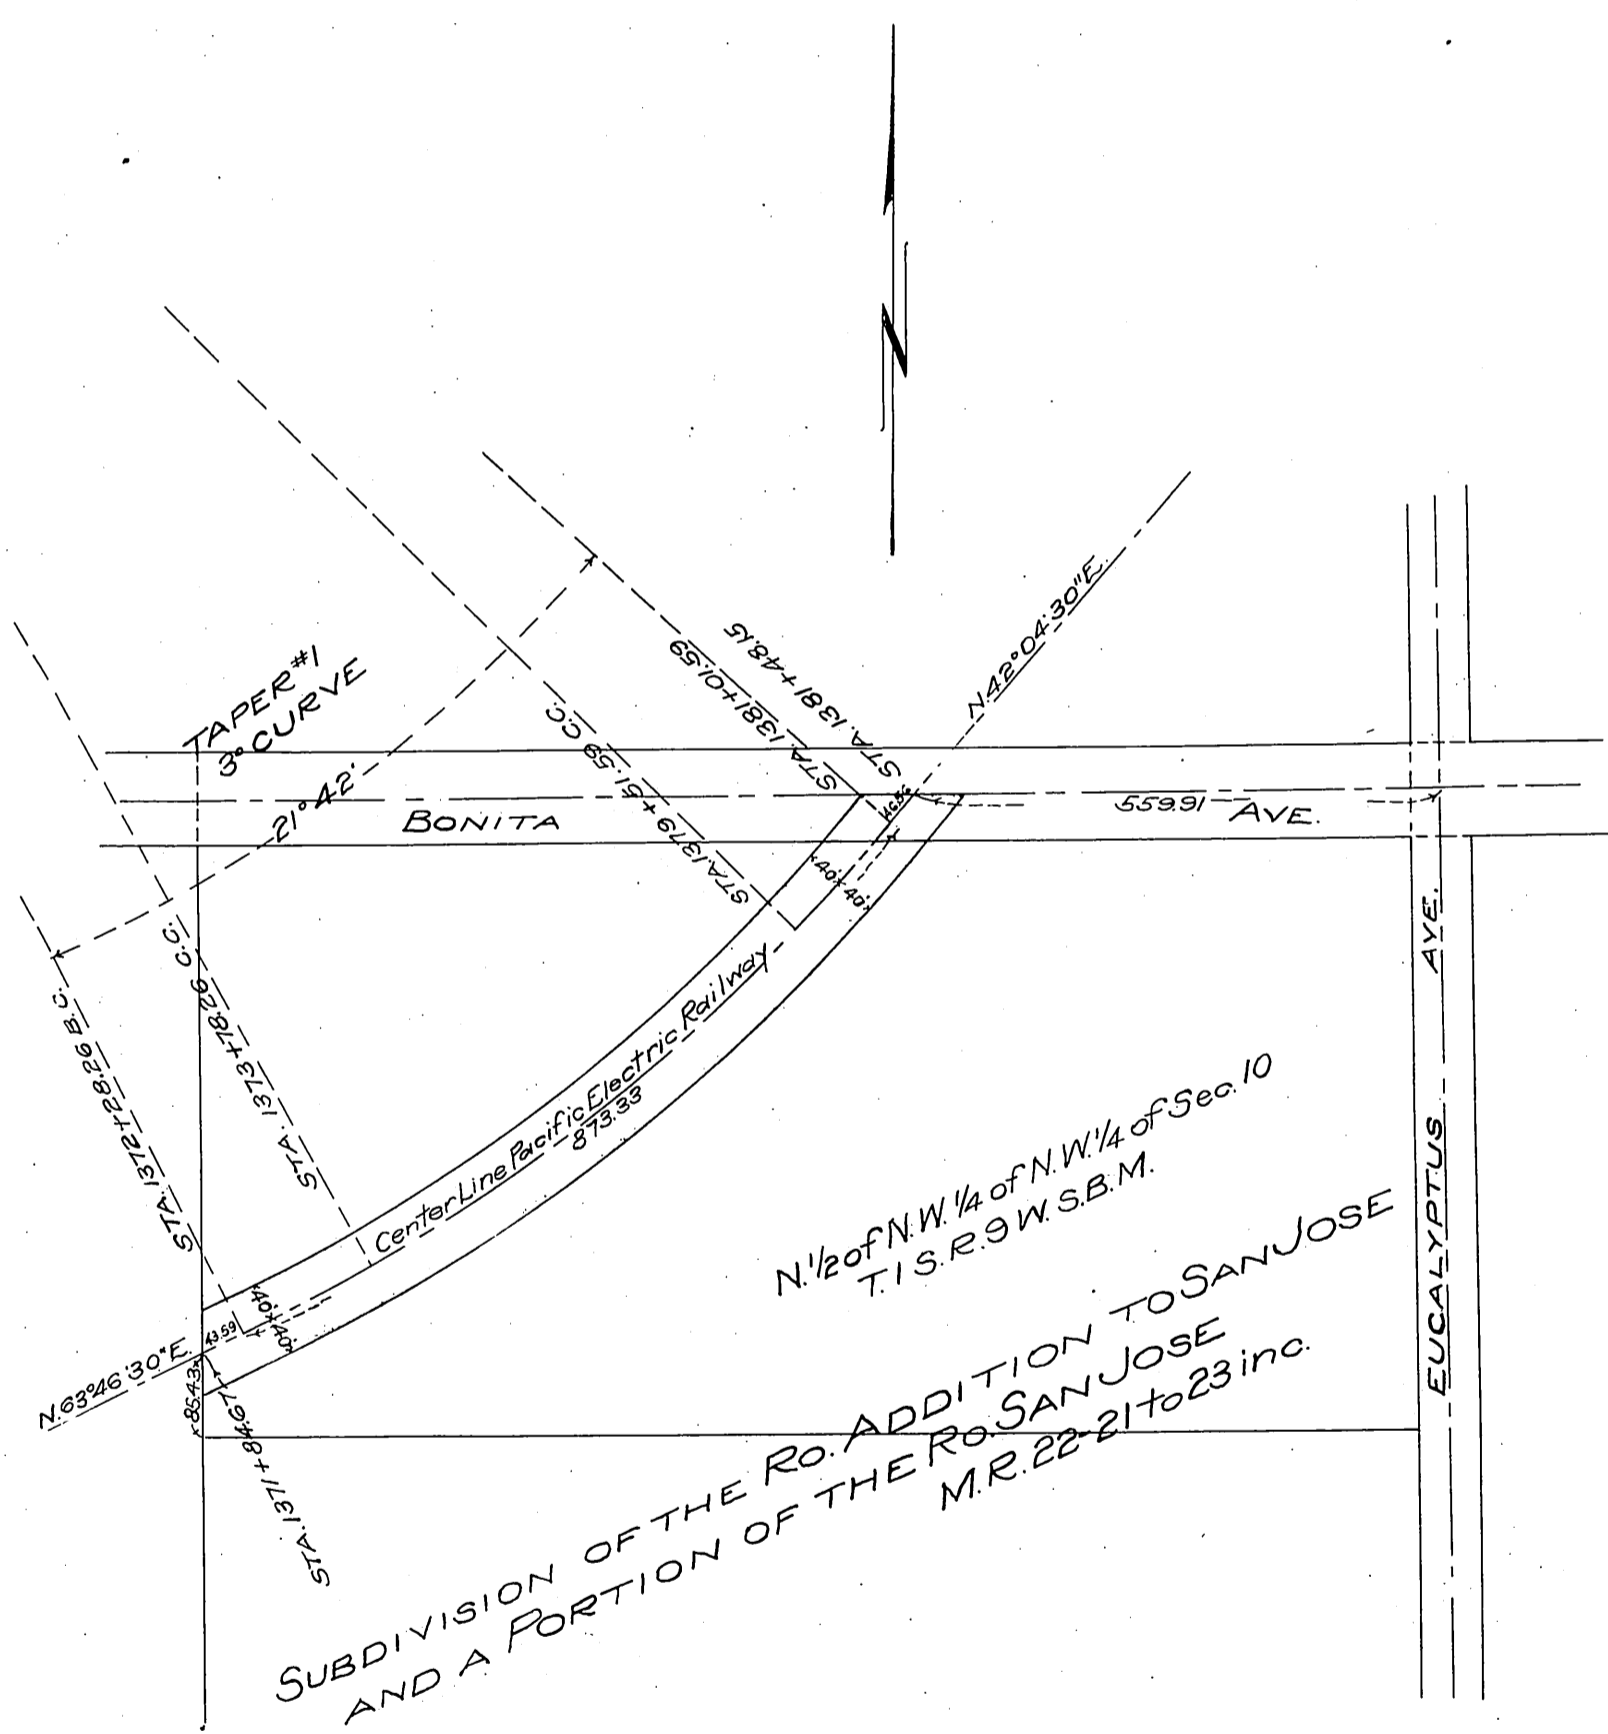 N
TAPER #1
3° CURVE
21° 42'
STA. 1381+01.59
STA. 1381+48.15
N.42°04'30"E.
STA. 1379+51.59 C.C.
46.56
559.91
BONITA AVE.
40' 40'
STA. 1372+28.26 B.C.
STA. 1373+78.26 C.C.
Center Line Pacific Electric Railway
873.33
40' 40'
43.59
N.63°46'30"E.
85.43
STA. 1371+84.67
EUCALYPTUS AVE.
N.1/2 of N.W.1/4 of N.W.1/4 of Sec. 10
T.1 S.R.9 W. S.B.M.
SUBDIVISION OF THE RO. ADDITION TO SAN JOSE
AND A PORTION OF THE RO. SAN JOSE
M.R. 22-21 to 23 inc.